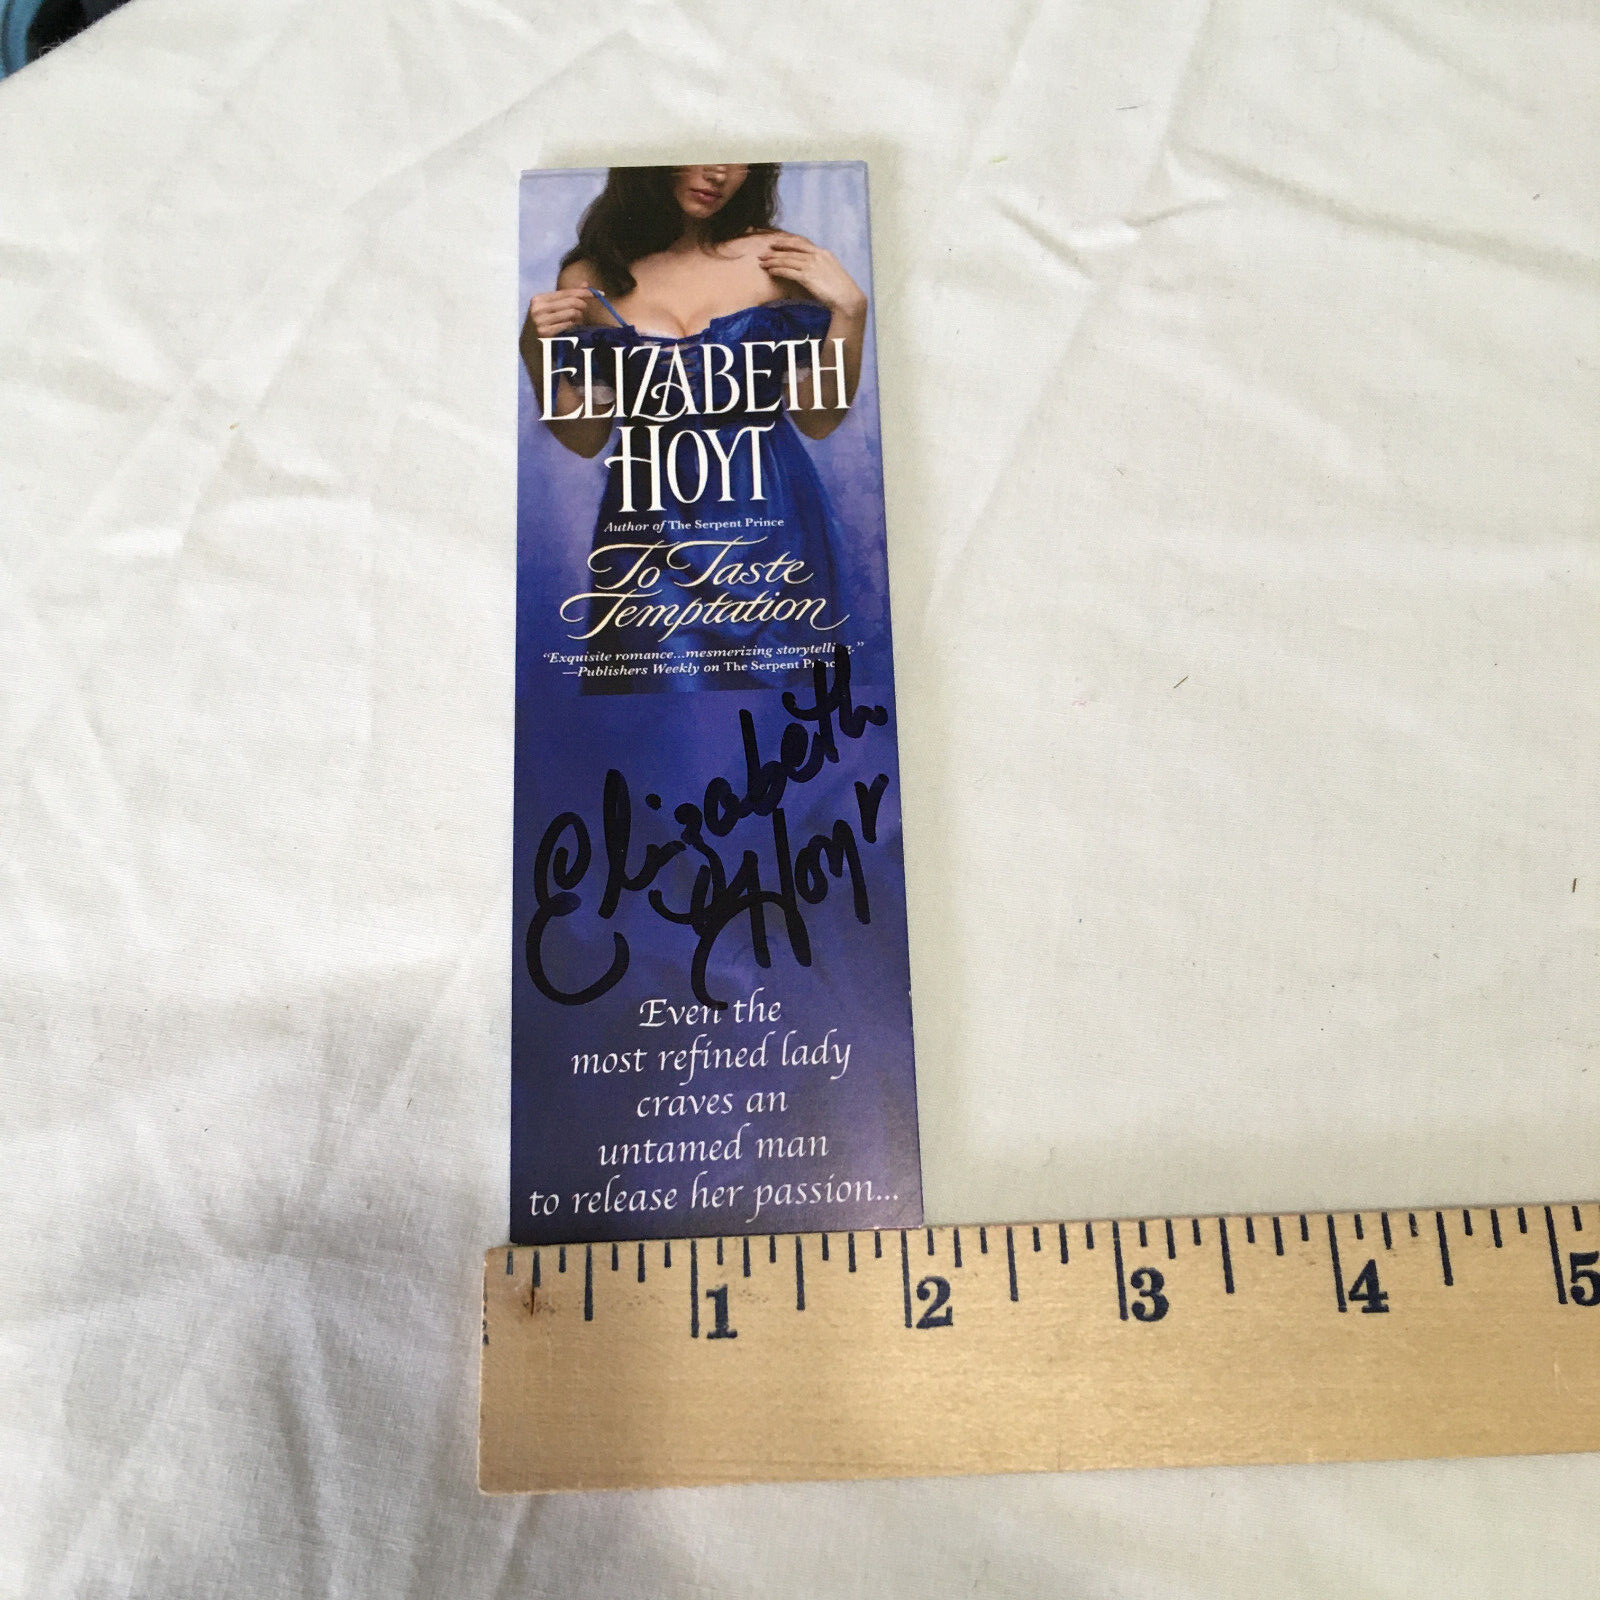 ELIZABETH
HOYT
Author of The Serpent Prince
To Taste
Temptation
"Exquisite romance...mesmerizing storytelling."
—Publishers Weekly on The Serpent Prince
Elizabeth
Hoyt
Even the
most refined lady
craves an
untamed man
to release her passion...
1 2 3 4 5